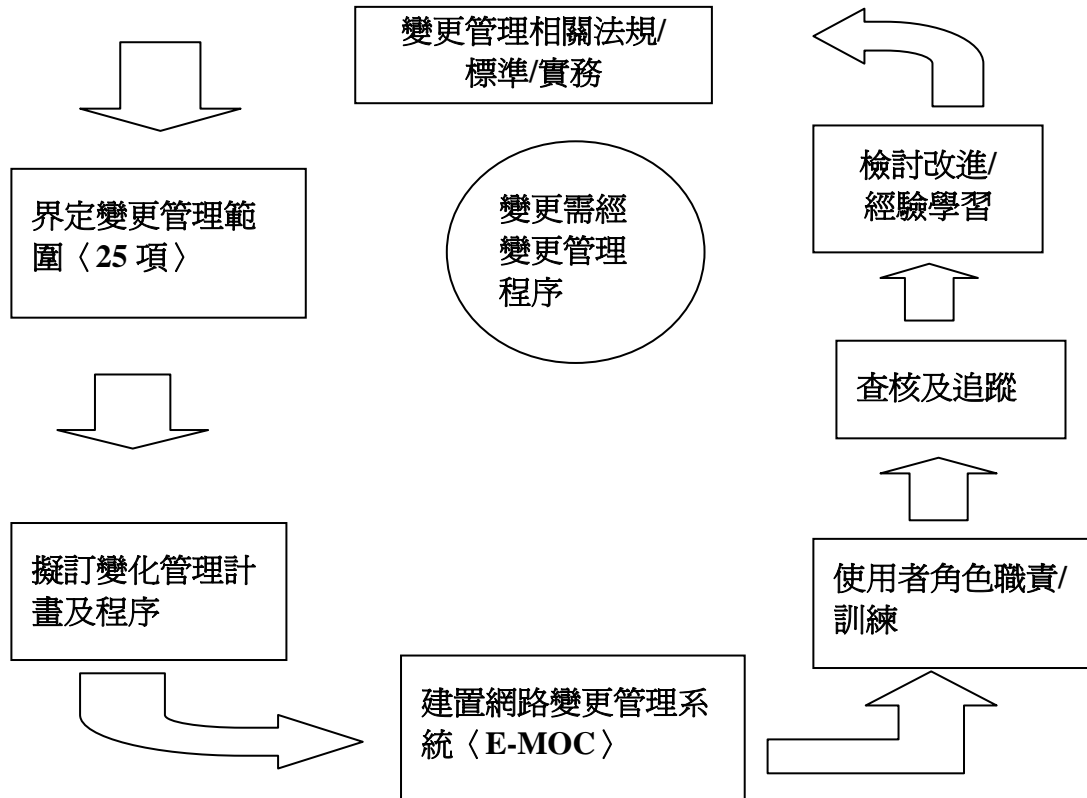 變更管理相關法規/
標準/實務
界定變更管理範
圍〈25 項〉
變更需經
變更管理
程序
檢討改進/
經驗學習
查核及追蹤
擬訂變化管理計
畫及程序
使用者角色職責/
訓練
建置網路變更管理系
統〈E-MOC〉